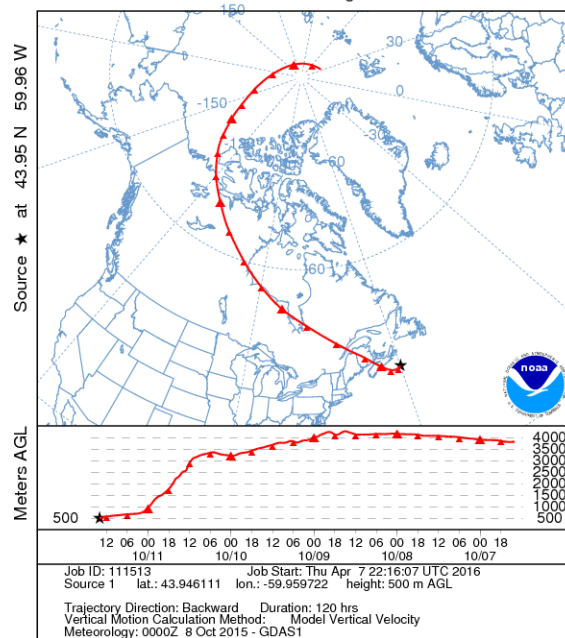 Source ★ at 43.95 N 59.96 W
-150
150
30
0
-150
-30
-60
-60
noaa
Meters AGL
500
4000
3500
3000
2500
2000
1500
1000
500
12 06 00 18 12 06 00 18 12 06 00 18 12 06 00 18 12 06 00 18
10/11 10/10 10/09 10/08 10/07
Job ID: 111513 Job Start: Thu Apr 7 22:16:07 UTC 2016
Source 1 lat.: 43.946111 lon.: -59.959722 height: 500 m AGL
Trajectory Direction: Backward Duration: 120 hrs
Vertical Motion Calculation Method: Model Vertical Velocity
Meteorology: 0000Z 8 Oct 2015 - GDAS1